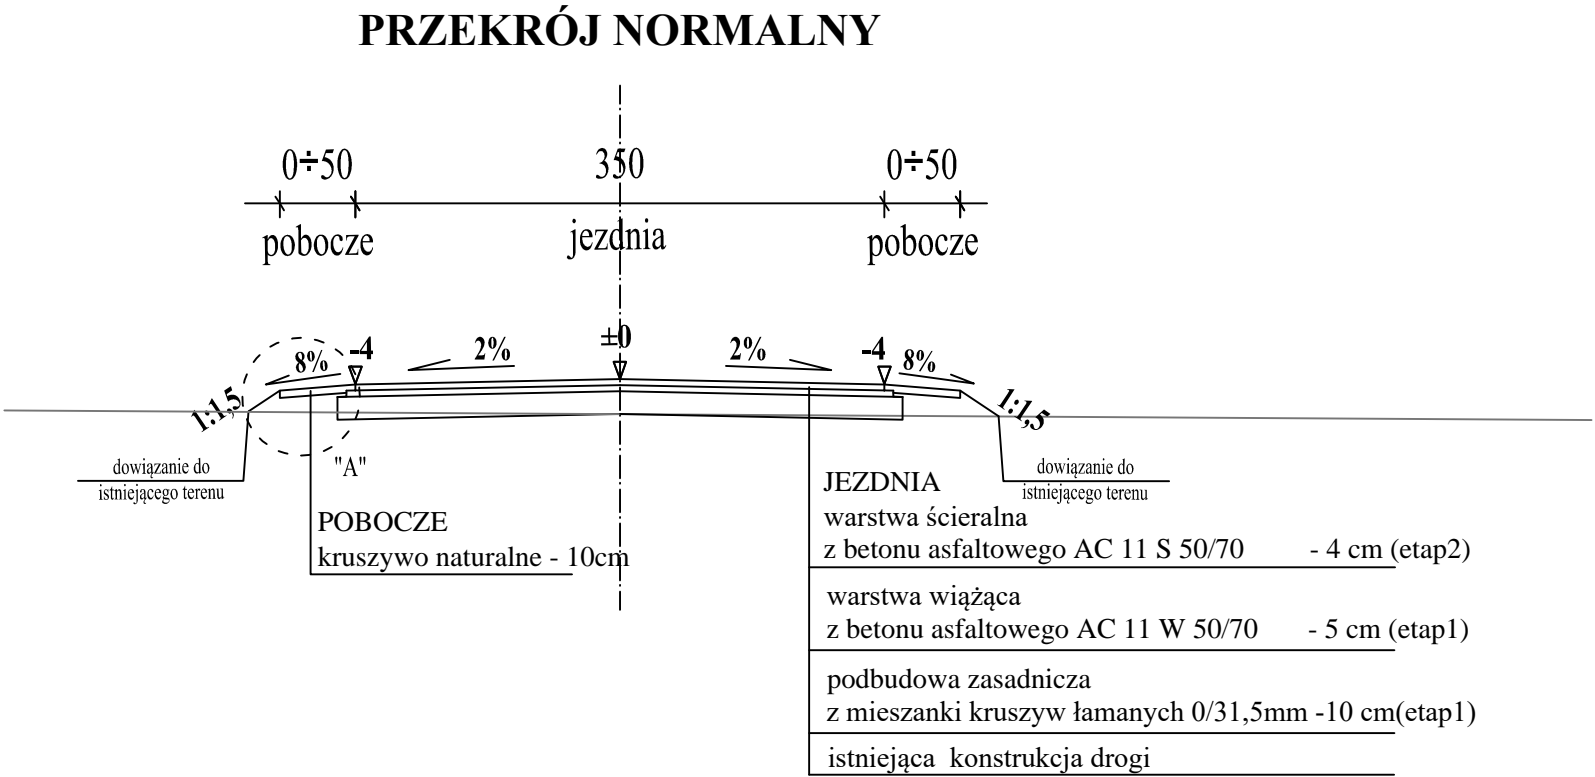 PRZEKRÓJ NORMALNY
0÷50
350
0÷50
pobocze
jezdnia
pobocze
±0
8%
-4
2%
2%
-4
8%
1:1,5
1:1,5
"A"
dowiązanie do
istniejącego terenu
dowiązanie do
istniejącego terenu
POBOCZE
kruszywo naturalne - 10cm
JEZDNIA
warstwa ścieralna
z betonu asfaltowego AC 11 S 50/70 - 4 cm (etap2)
warstwa wiążąca
z betonu asfaltowego AC 11 W 50/70 - 5 cm (etap1)
podbudowa zasadnicza
z mieszanki kruszyw łamanych 0/31,5mm -10 cm(etap1)
istniejąca konstrukcja drogi